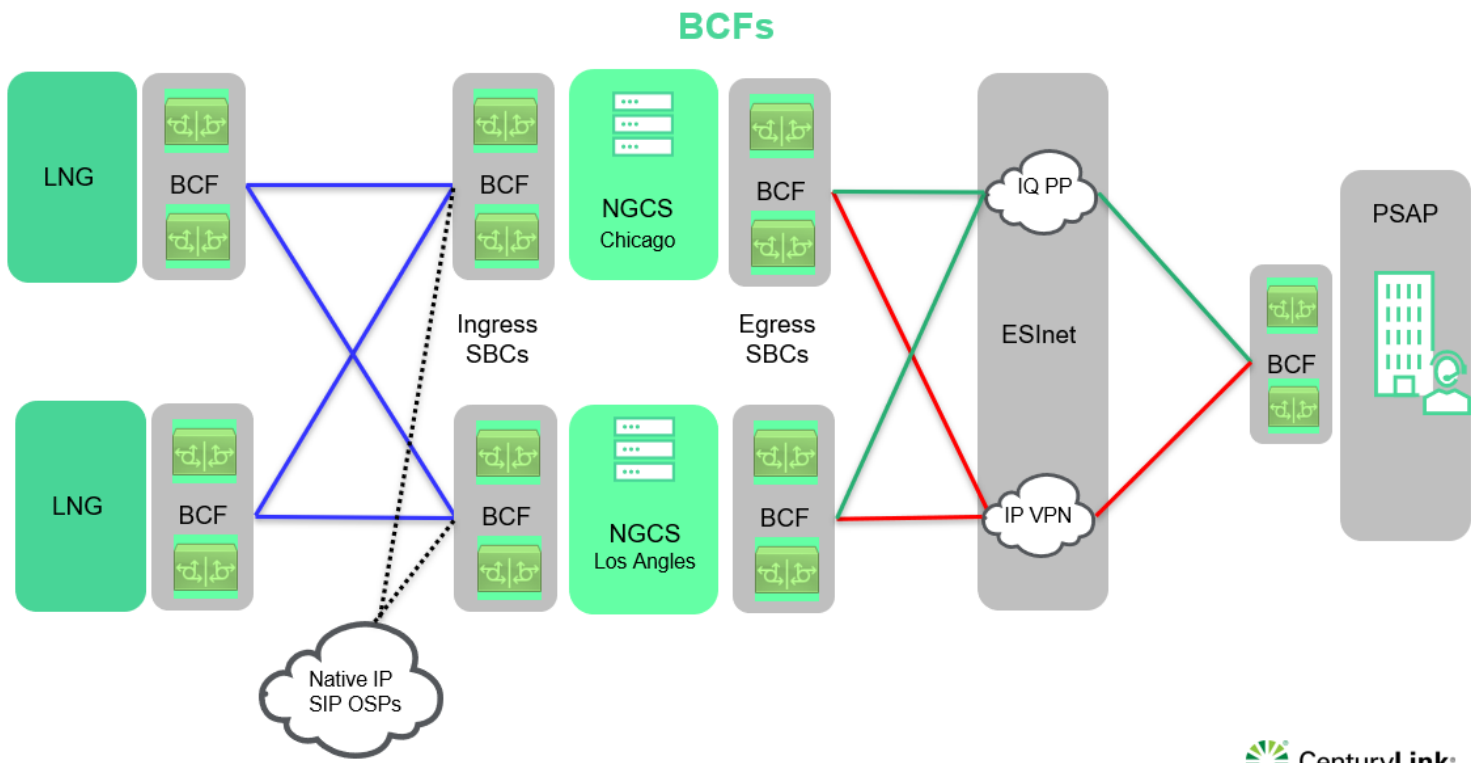 BCFs
LNG
BCF
BCF
NGCS
Chicago
BCF
IQ PP
PSAP
Ingress
SBCs
Egress
SBCs
ESInet
BCF
LNG
BCF
BCF
NGCS
Los Angles
BCF
IP VPN
Native IP
SIP OSPs
CenturyLink